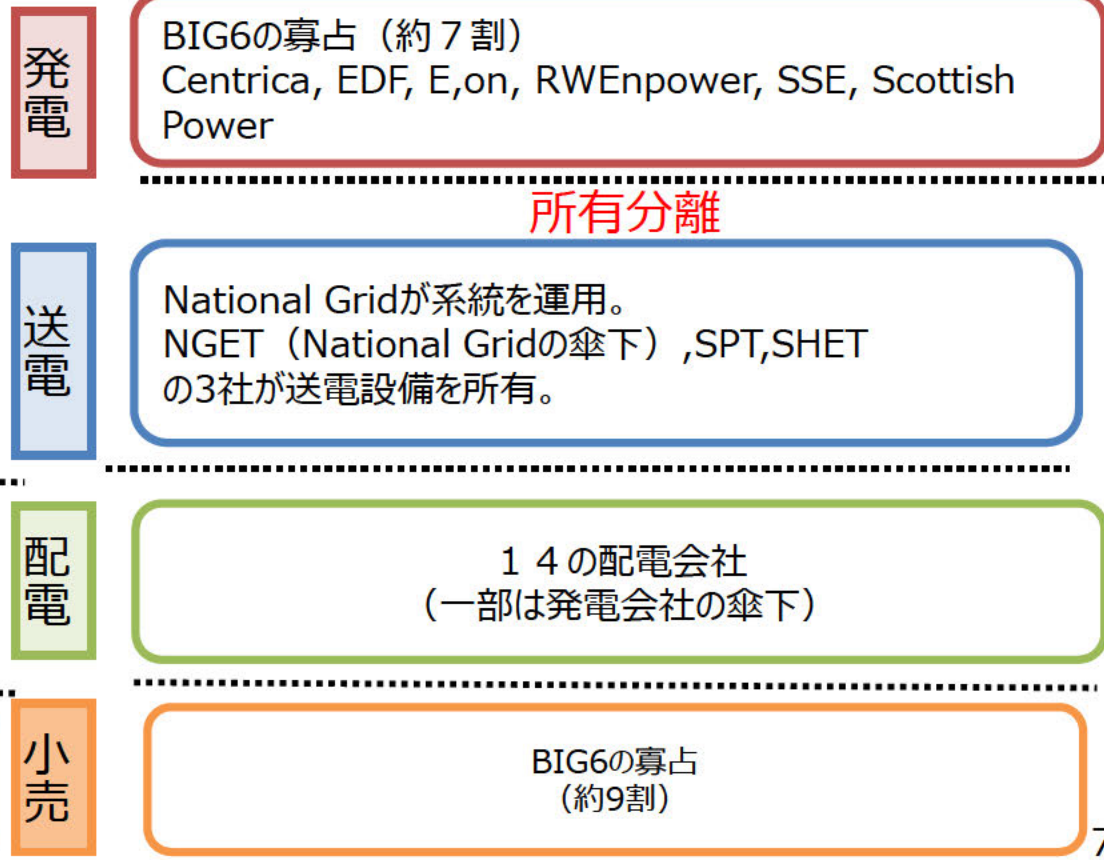 発電
BIG6の寡占（約７割）
Centrica, EDF, E,on, RWEnpower, SSE, Scottish
Power
所有分離
送電
National Gridが系統を運用。
NGET（National Gridの傘下）,SPT,SHET
の3社が送電設備を所有。
配電
１４の配電会社
（一部は発電会社の傘下）
小売
BIG6の寡占
（約9割）
7